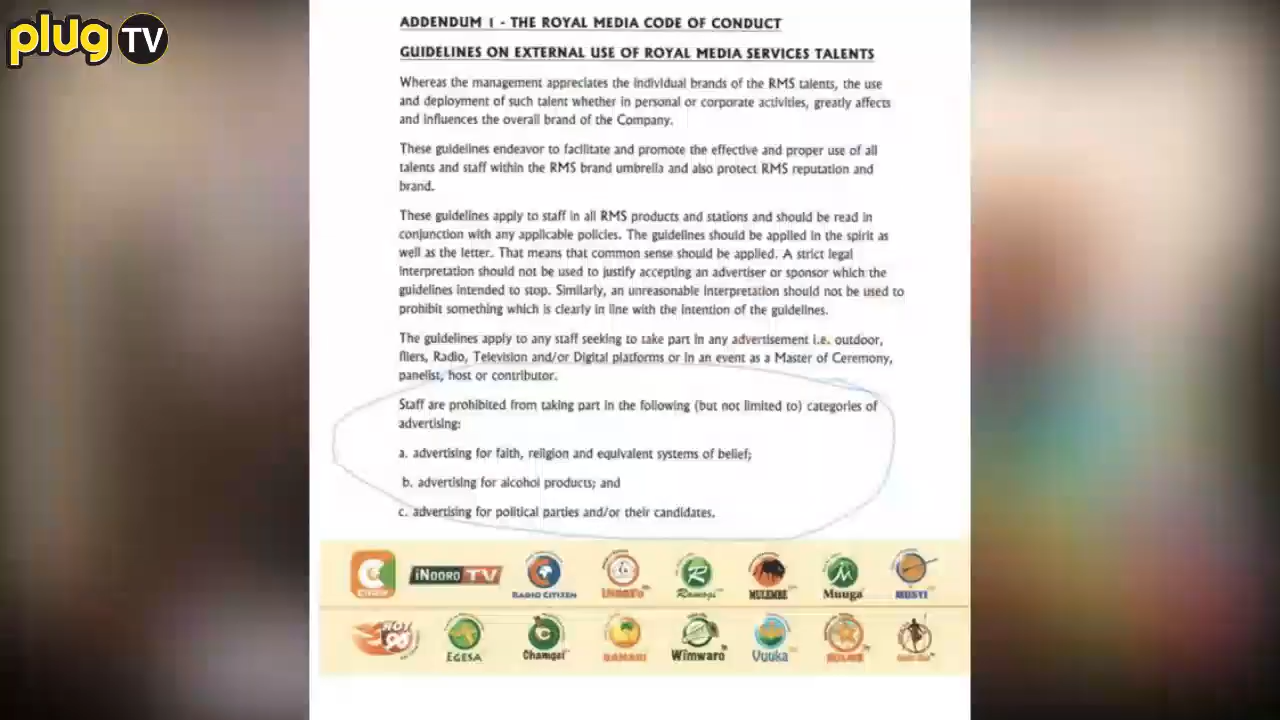 plug TV
ADDENDUM 1 - THE ROYAL MEDIA CODE OF CONDUCT
GUIDELINES ON EXTERNAL USE OF ROYAL MEDIA SERVICES TALENTS
Whereas the management appreciates the individual brands of the RMS talents, the use
and deployment of such talent whether in personal or corporate activities, greatly affects
and influences the overall brand of the Company.
These guidelines endeavor to facilitate and promote the effective and proper use of all
talents and staff within the RMS brand umbrella and also protect RMS reputation and
brand.
These guidelines apply to staff in all RMS products and stations and should be read in
conjunction with any applicable policies. The guidelines should be applied in the spirit as
well as the letter. That means that common sense should be applied. A strict legal
interpretation should not be used to justify accepting an advertiser or sponsor which the
guidelines intended to stop. Similarly, an unreasonable interpretation should not be used to
prohibit something which is clearly in line with the intention of the guidelines.
The guidelines apply to any staff seeking to take part in any advertisement i.e. outdoor,
fliers, Radio, Television and/or Digital platforms or in an event as a Master of Ceremony,
panelist, host or contributor.
Staff are prohibited from taking part in the following (but not limited to) categories of
advertising:
a. advertising for faith, religion and equivalent systems of belief;
b. advertising for alcohol products; and
c. advertising for political parties and/or their candidates.
CITIZEN iNOORO TV RADIO CITIZEN INOORO Ramogi MULEMBE Muuga MUSYI
HOT 96 EGESA Chamgei BAHARI Wimwaro Vuuka